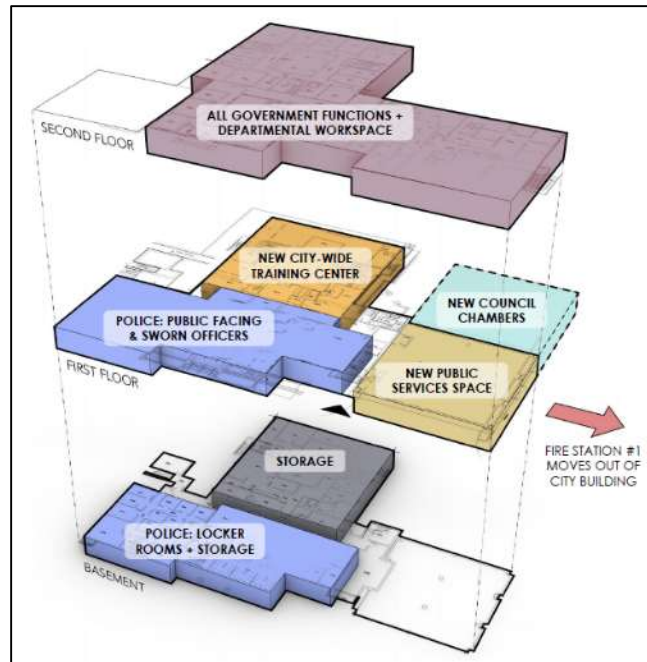 ALL GOVERNMENT FUNCTIONS +
DEPARTMENTAL WORKSPACE
SECOND FLOOR
NEW CITY-WIDE
TRAINING CENTER
NEW COUNCIL
CHAMBERS
POLICE: PUBLIC FACING
& SWORN OFFICERS
NEW PUBLIC
SERVICES SPACE
FIRST FLOOR
FIRE STATION #1
MOVES OUT OF
CITY BUILDING
STORAGE
POLICE: LOCKER
ROOMS + STORAGE
BASEMENT